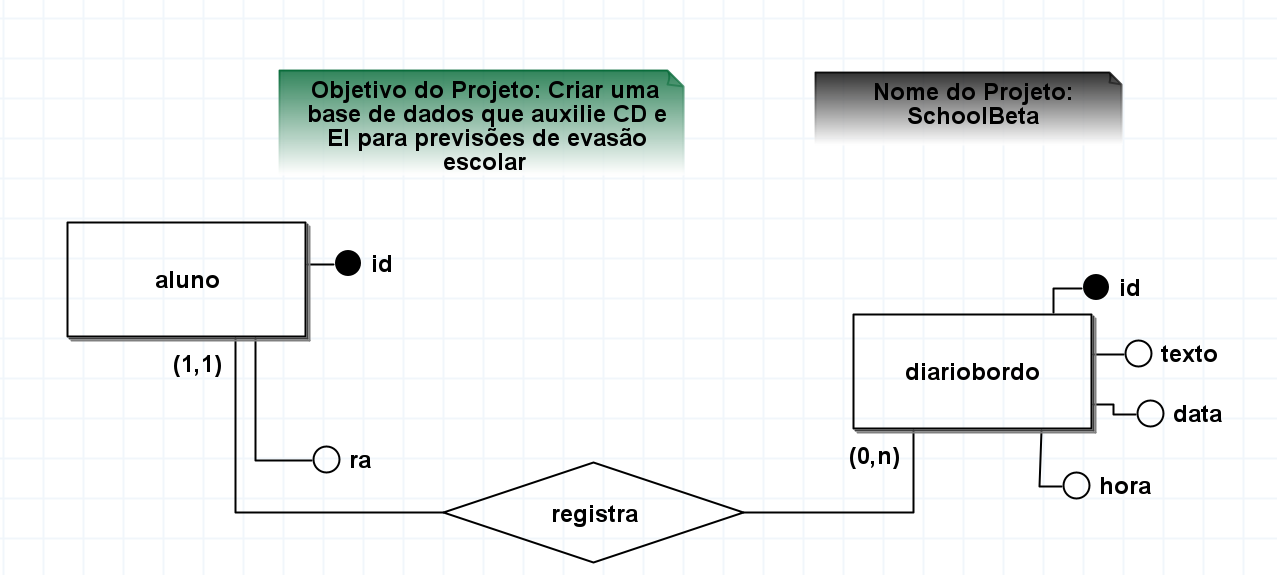 Objetivo do Projeto: Criar uma
base de dados que auxilie CD e
EI para previsões de evasão
escolar
Nome do Projeto:
SchoolBeta
aluno
id
(1,1)
ra
registra
id
diariobordo
texto
data
(0,n)
hora